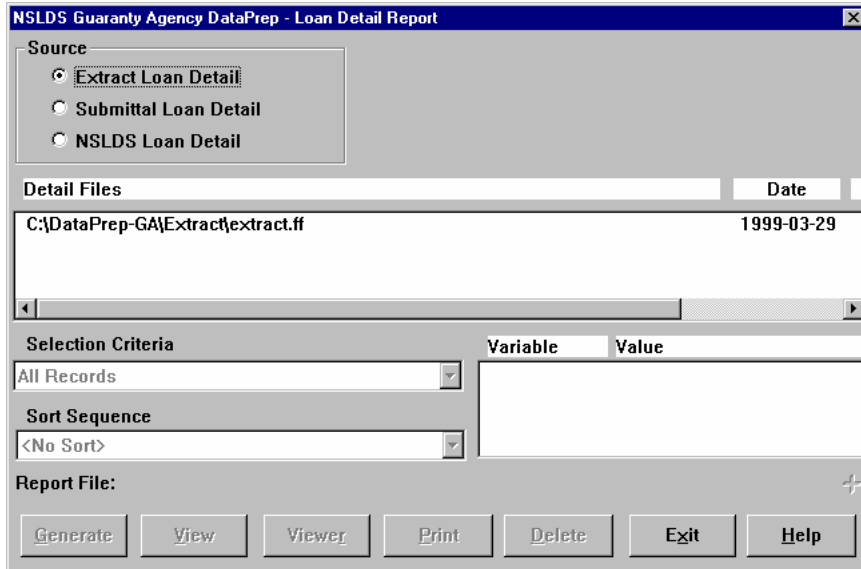 NSLDS Guaranty Agency DataPrep - Loan Detail Report
Source
Extract Loan Detail
Submittal Loan Detail
NSLDS Loan Detail
Detail Files Date
C:\DataPrep-GA\Extract\extract.ff 1999-03-29
Selection Criteria Variable Value
All Records
Sort Sequence
<No Sort>
Report File:
Generate View Viewer Print Delete Exit Help